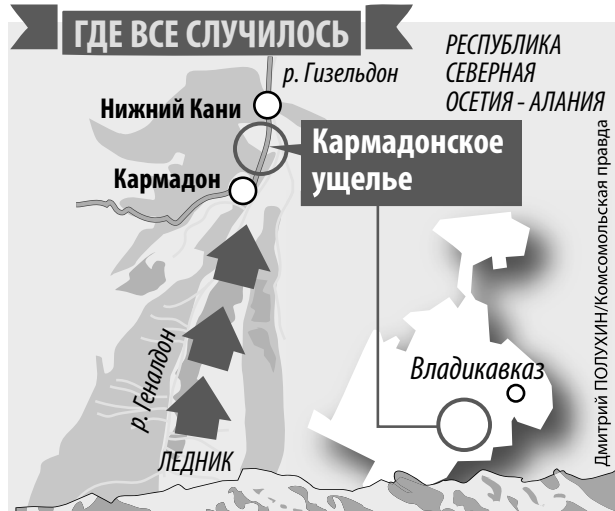 ГДЕ ВСЕ СЛУЧИЛОСЬ
р. Гизельдон
РЕСПУБЛИКА
СЕВЕРНАЯ
ОСЕТИЯ - АЛАНИЯ
Нижний Кани
Кармадонское
ущелье
Кармадон
р. Геналдон
ЛЕДНИК
Владикавказ
Дмитрий ПОЛУХИН/Комсомольская правда